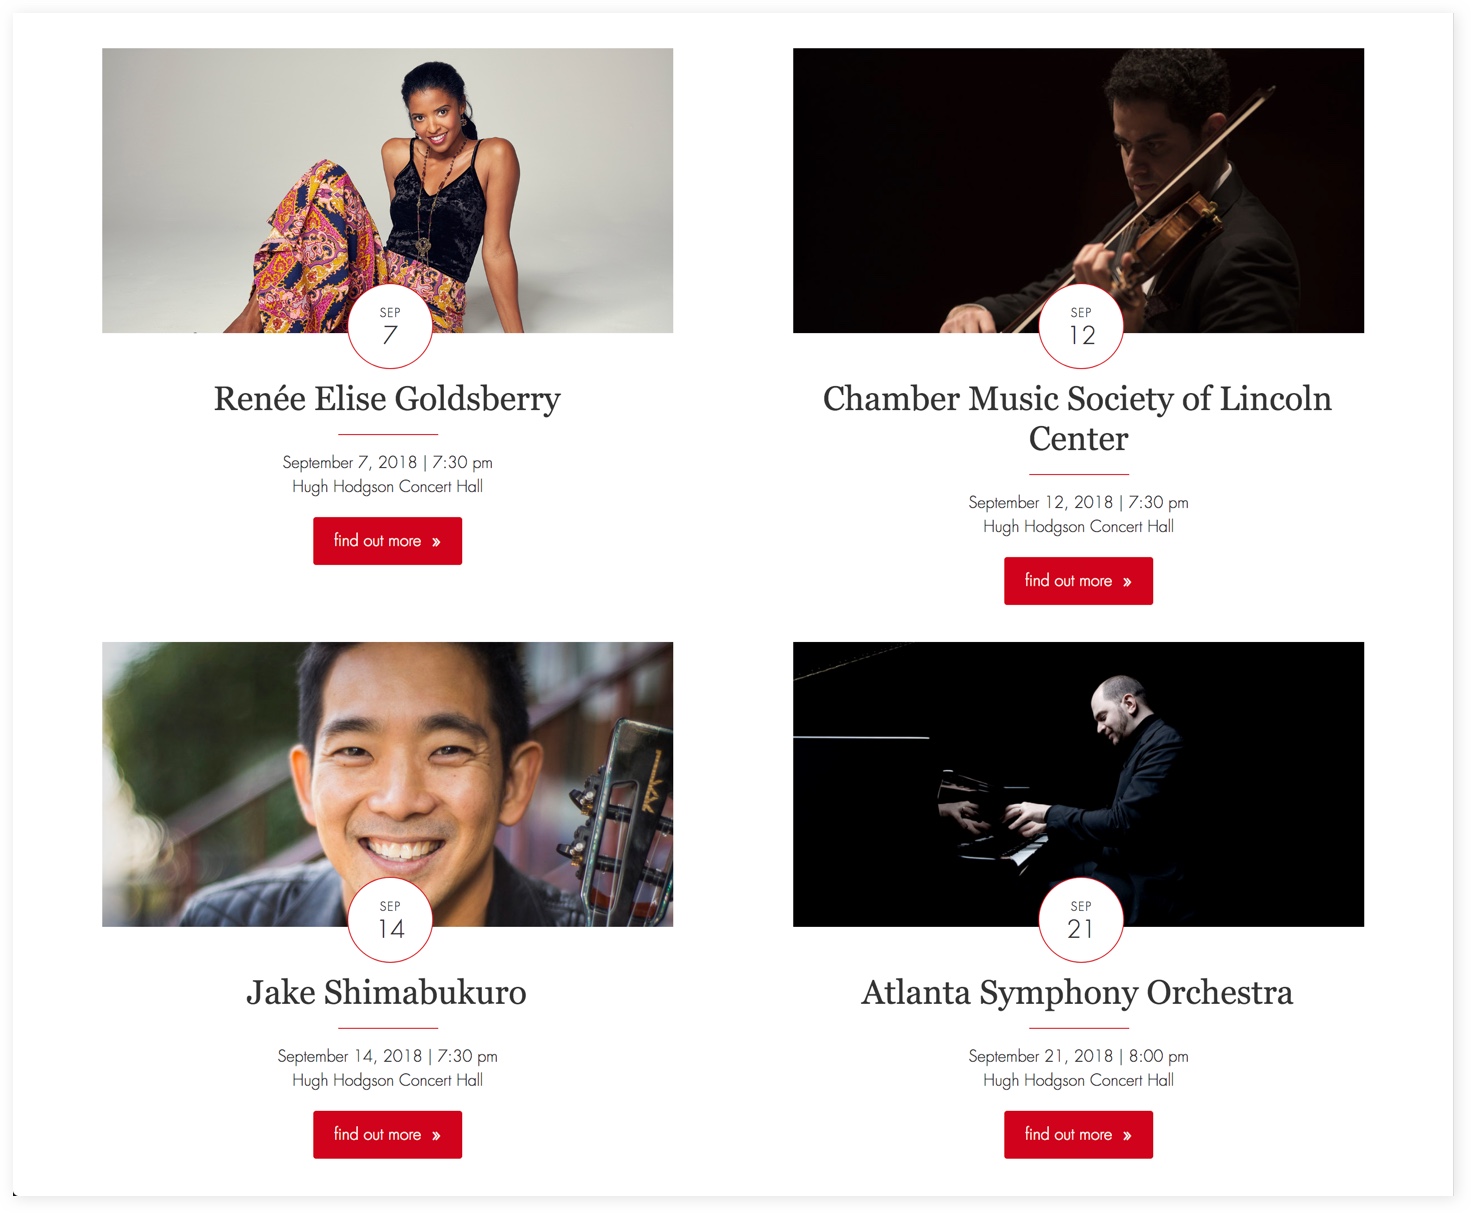 SEP
7
Renée Elise Goldsberry
September 7, 2018 | 7:30 pm
Hugh Hodgson Concert Hall
find out more »
SEP
12
Chamber Music Society of Lincoln
Center
September 12, 2018 | 7:30 pm
Hugh Hodgson Concert Hall
find out more »
SEP
14
Jake Shimabukuro
September 14, 2018 | 7:30 pm
Hugh Hodgson Concert Hall
find out more »
SEP
21
Atlanta Symphony Orchestra
September 21, 2018 | 8:00 pm
Hugh Hodgson Concert Hall
find out more »